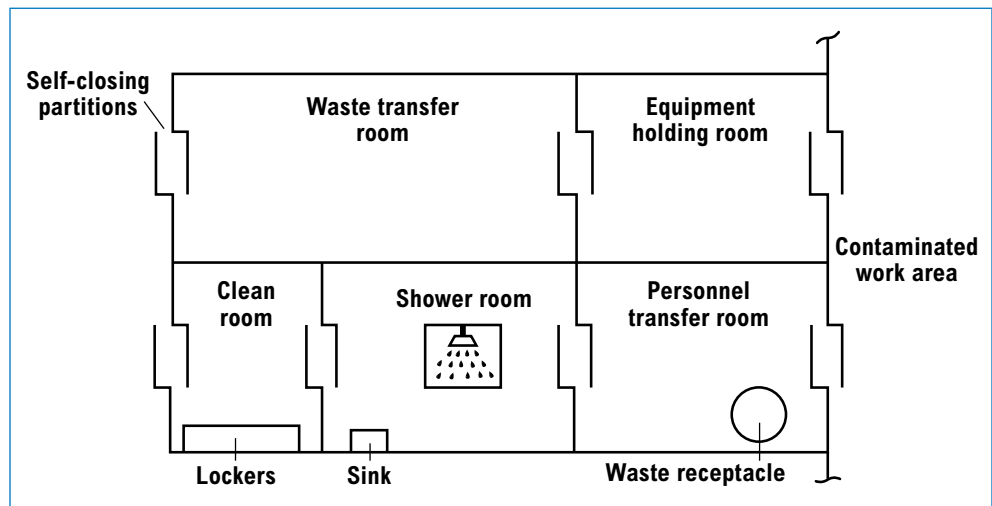 Self-closing
partitions
Waste transfer
room
Equipment
holding room
Contaminated
work area
Clean
room
Shower room
Personnel
transfer room
Lockers
Sink
Waste receptacle